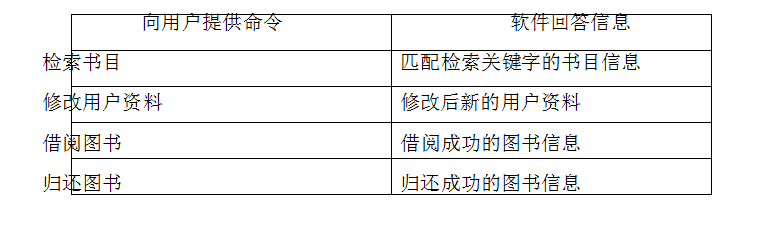 向用户提供命令 软件回答信息
检索书目 匹配检索关键字的书目信息
修改用户资料 修改后新的用户资料
借阅图书 借阅成功的图书信息
归还图书 归还成功的图书信息